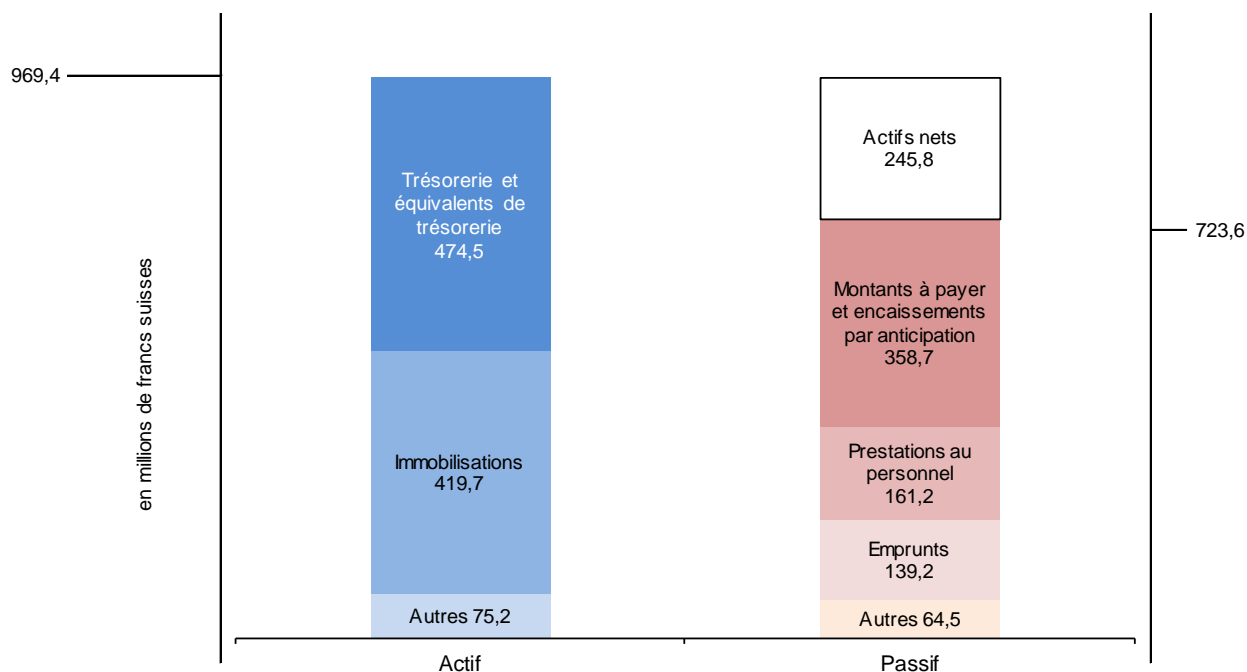 969,4
en millions de francs suisses
Trésorerie et
équivalents de
trésorerie
474,5
Immobilisations
419,7
Autres 75,2
Actif
Actifs nets
245,8
Montants à payer
et encaissements
par anticipation
358,7
Prestations au
personnel
161,2
Emprunts
139,2
Autres 64,5
Passif
723,6